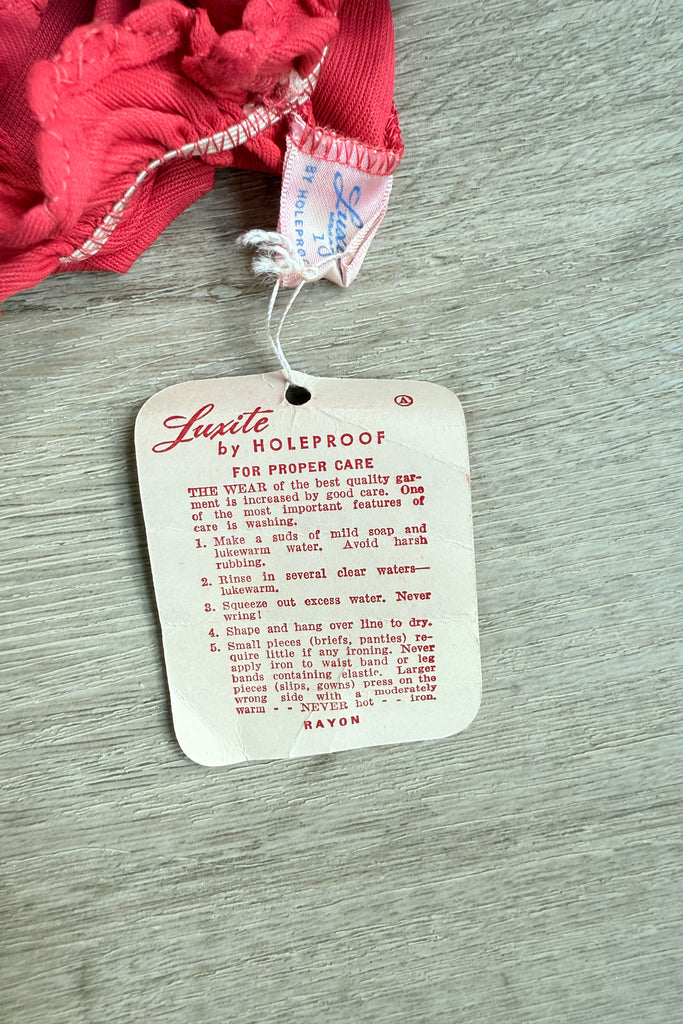 Luxite
BY HOLEPROO
10
Ⓐ
Luxite
by HOLEPROOF
FOR PROPER CARE
THE WEAR of the best quality gar-
ment is increased by good care. One
of the most important features of
care is washing.
1. Make a suds of mild soap and
lukewarm water. Avoid harsh
rubbing.
2. Rinse in several clear waters—
lukewarm.
3. Squeeze out excess water. Never
wring!
4. Shape and hang over line to dry.
5. Small pieces (briefs, panties) re-
quire little if any ironing. Never
apply iron to waist band or leg
bands containing elastic. Larger
pieces (slips, gowns) press on the
wrong side with a moderately
warm - - NEVER hot - - iron.
RAYON